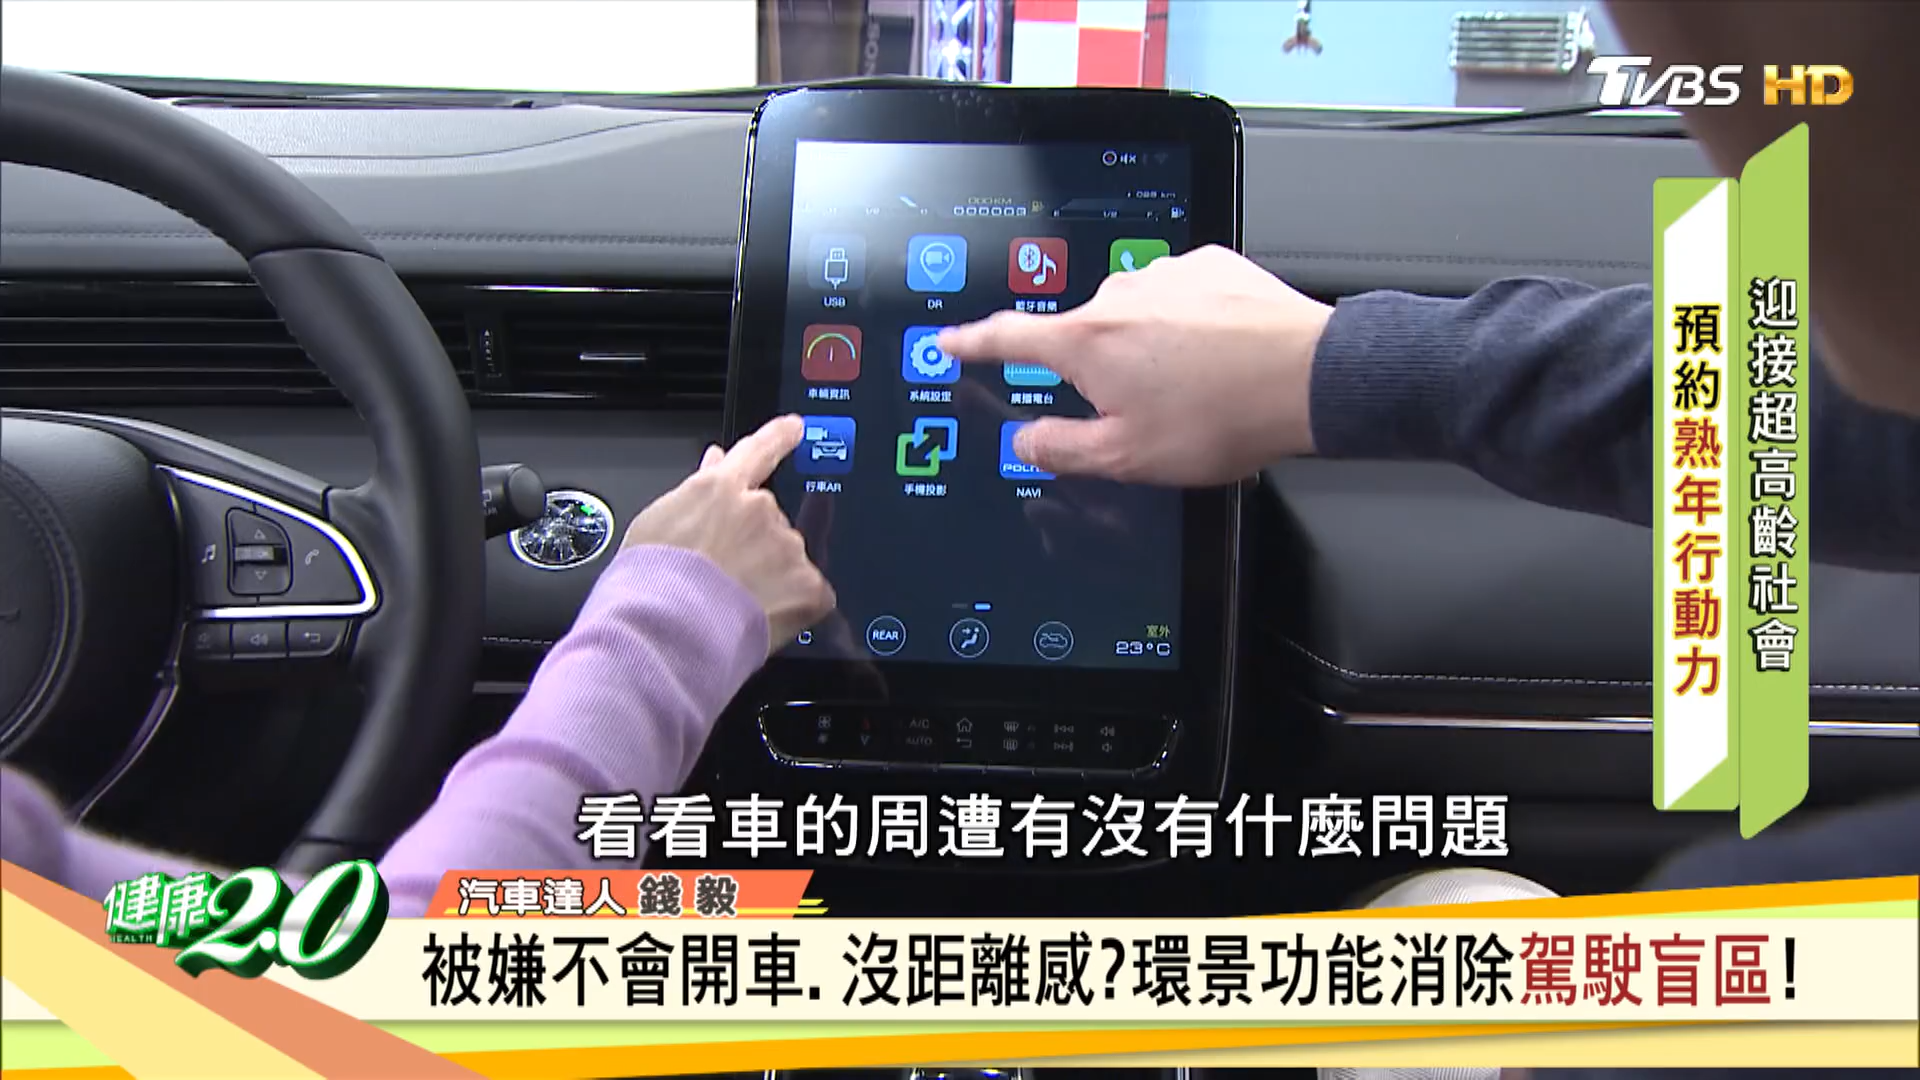 TVBS HD
迎接超高齡社會
預約熟年行動力
USB
DR
藍牙音樂
車輛資訊
系統設定
廣播電台
行車AR
手機投影
NAVI
REAR
室外
23°C
A/C
AUTO
看看車的周遭有沒有什麼問題
健康2.0
HEALTH
汽車達人 錢毅
被嫌不會開車.沒距離感?環景功能消除駕駛盲區!